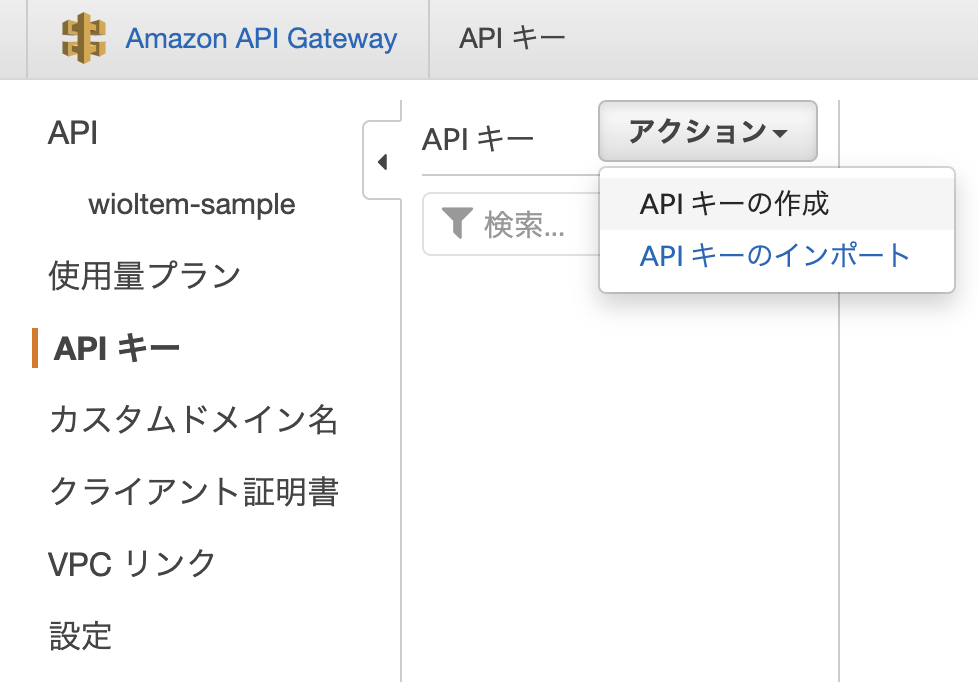 Amazon API Gateway
API キー
API
wioltem-sample
使用量プラン
API キー
カスタムドメイン名
クライアント証明書
VPC リンク
設定
API キー
アクション
検索...
API キーの作成
API キーのインポート